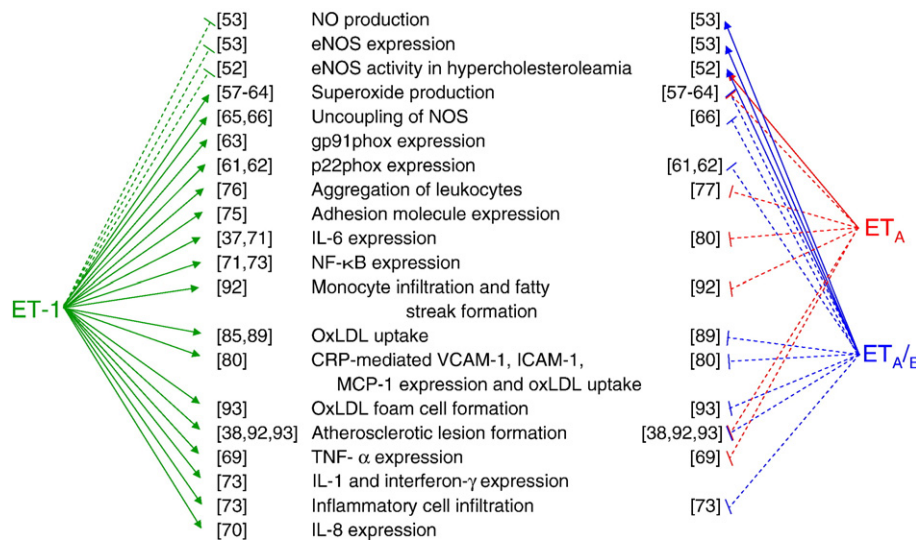 [53] NO production [53]
[53] eNOS expression [53]
[52] eNOS activity in hypercholesteroleamia [52]
[57-64] Superoxide production [57-64]
[65,66] Uncoupling of NOS [66]
[63] gp91phox expression
[61,62] p22phox expression [61,62]
[76] Aggregation of leukocytes [77]
[75] Adhesion molecule expression
ET_A
[37,71] IL-6 expression [80]
[71,73] NF-κB expression
[92] Monocyte infiltration and fatty [92]
ET-1 streak formation
[85,89] OxLDL uptake [89]
[80] CRP-mediated VCAM-1, ICAM-1, [80] ET_A/B
MCP-1 expression and oxLDL uptake
[93] OxLDL foam cell formation [93]
[38,92,93] Atherosclerotic lesion formation [38,92,93]
[69] TNF- α expression [69]
[73] IL-1 and interferon-γ expression
[73] Inflammatory cell infiltration [73]
[70] IL-8 expression